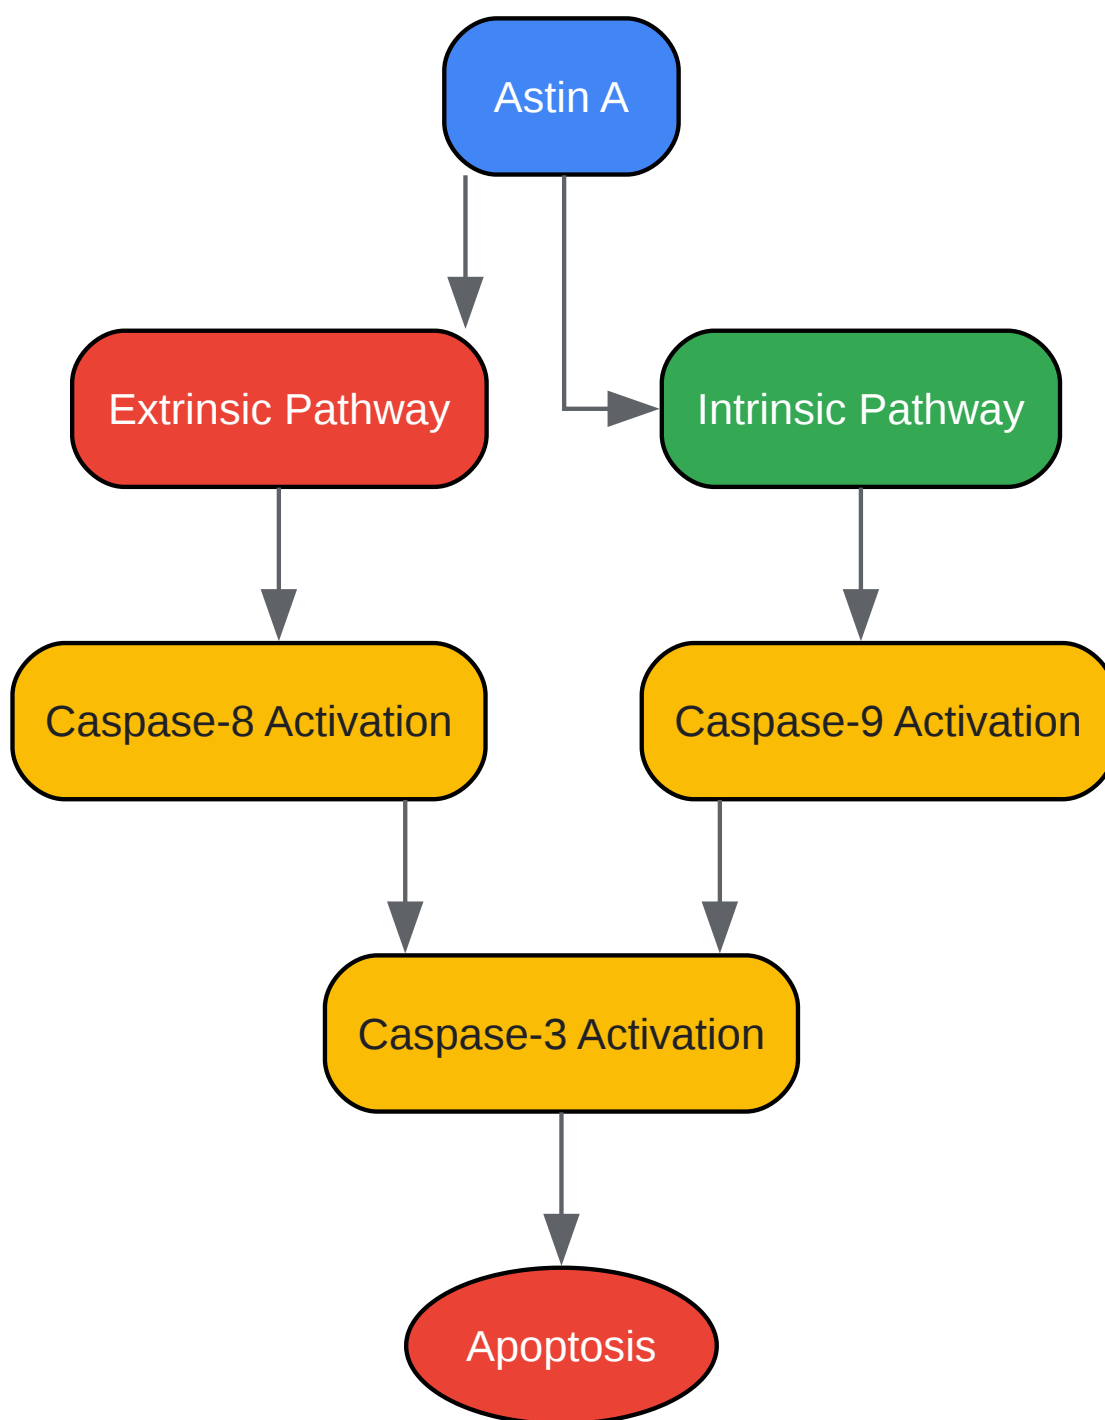 Astin A
Extrinsic Pathway
Intrinsic Pathway
Caspase-8 Activation
Caspase-9 Activation
Caspase-3 Activation
Apoptosis